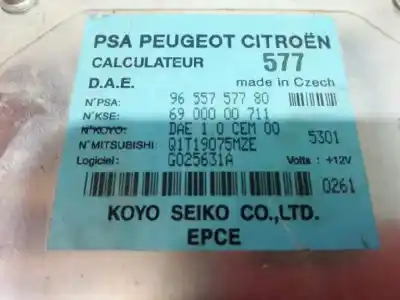 PSA PEUGEOT CITROËN
CALCULATEUR 577
D.A.E. made in Czech
N°PSA: 96 557 577 80
N°KSE: 69 000 00 711
N°KOYO: DAE 1 0 CEM 00
N°MITSUBISHI: Q1T19075MZE 5301
Logiciel: G025631A Volts : +12V
0261
KOYO SEIKO CO.,LTD.
EPCE